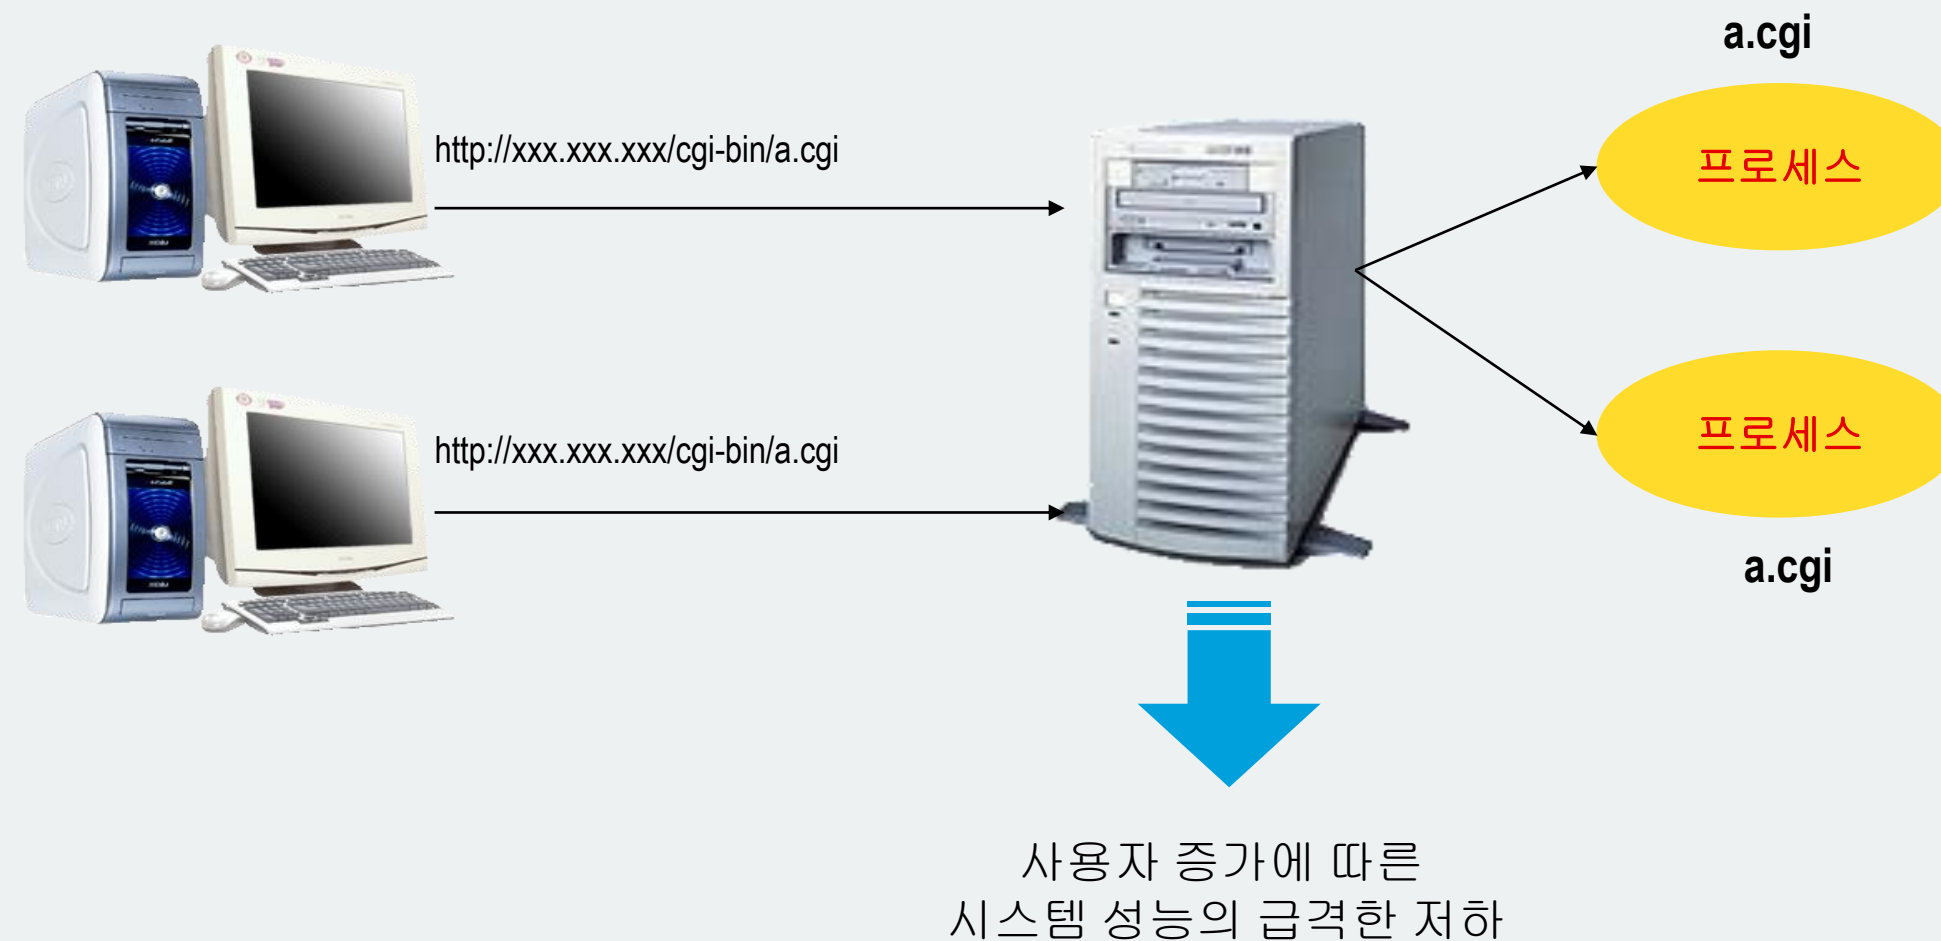 a.cgi
http://xxx.xxx.xxx/cgi-bin/a.cgi
프로세스
http://xxx.xxx.xxx/cgi-bin/a.cgi
프로세스
a.cgi
사용자 증가에 따른
시스템 성능의 급격한 저하